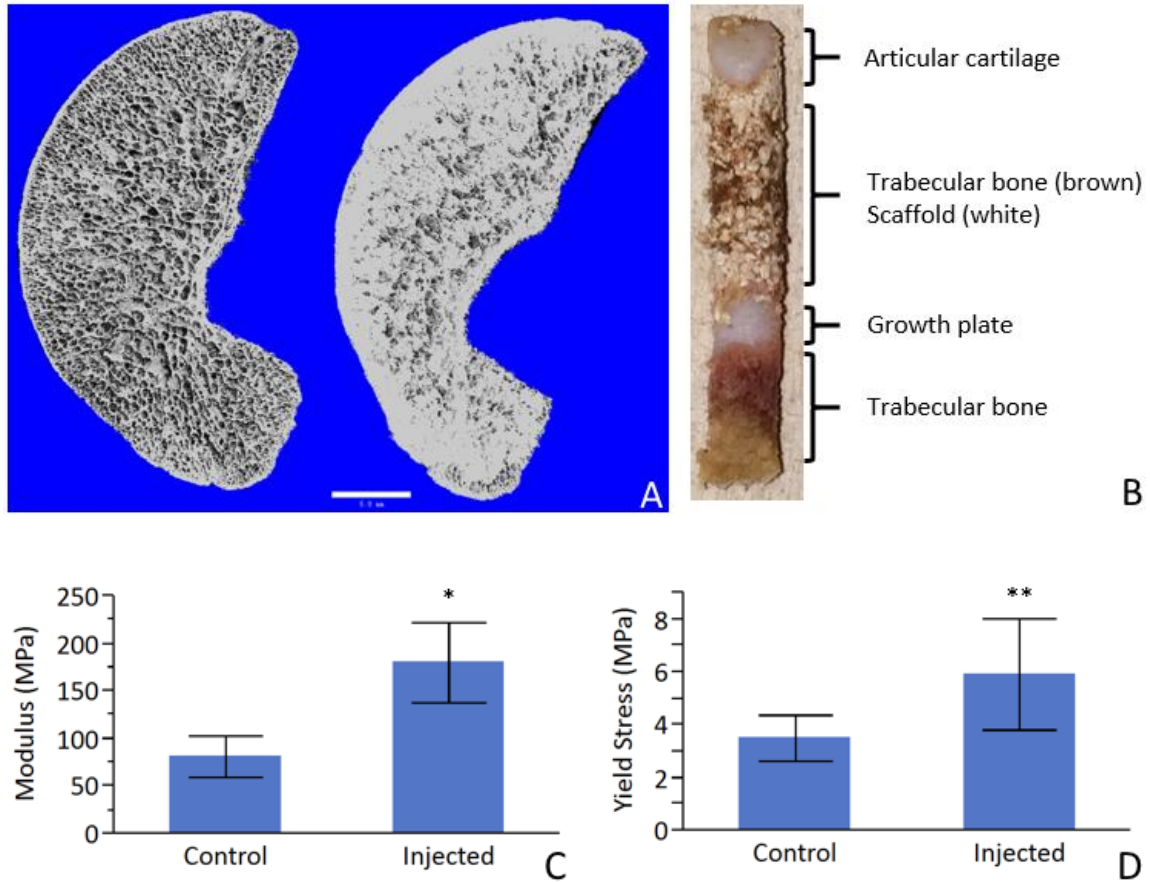 A
Articular cartilage
Trabecular bone (brown)
Scaffold (white)
Growth plate
Trabecular bone
B
Modulus (MPa)
250
200
150
100
50
0
*
Control
Injected
C
Yield Stress (MPa)
8
6
4
2
0
**
Control
Injected
D